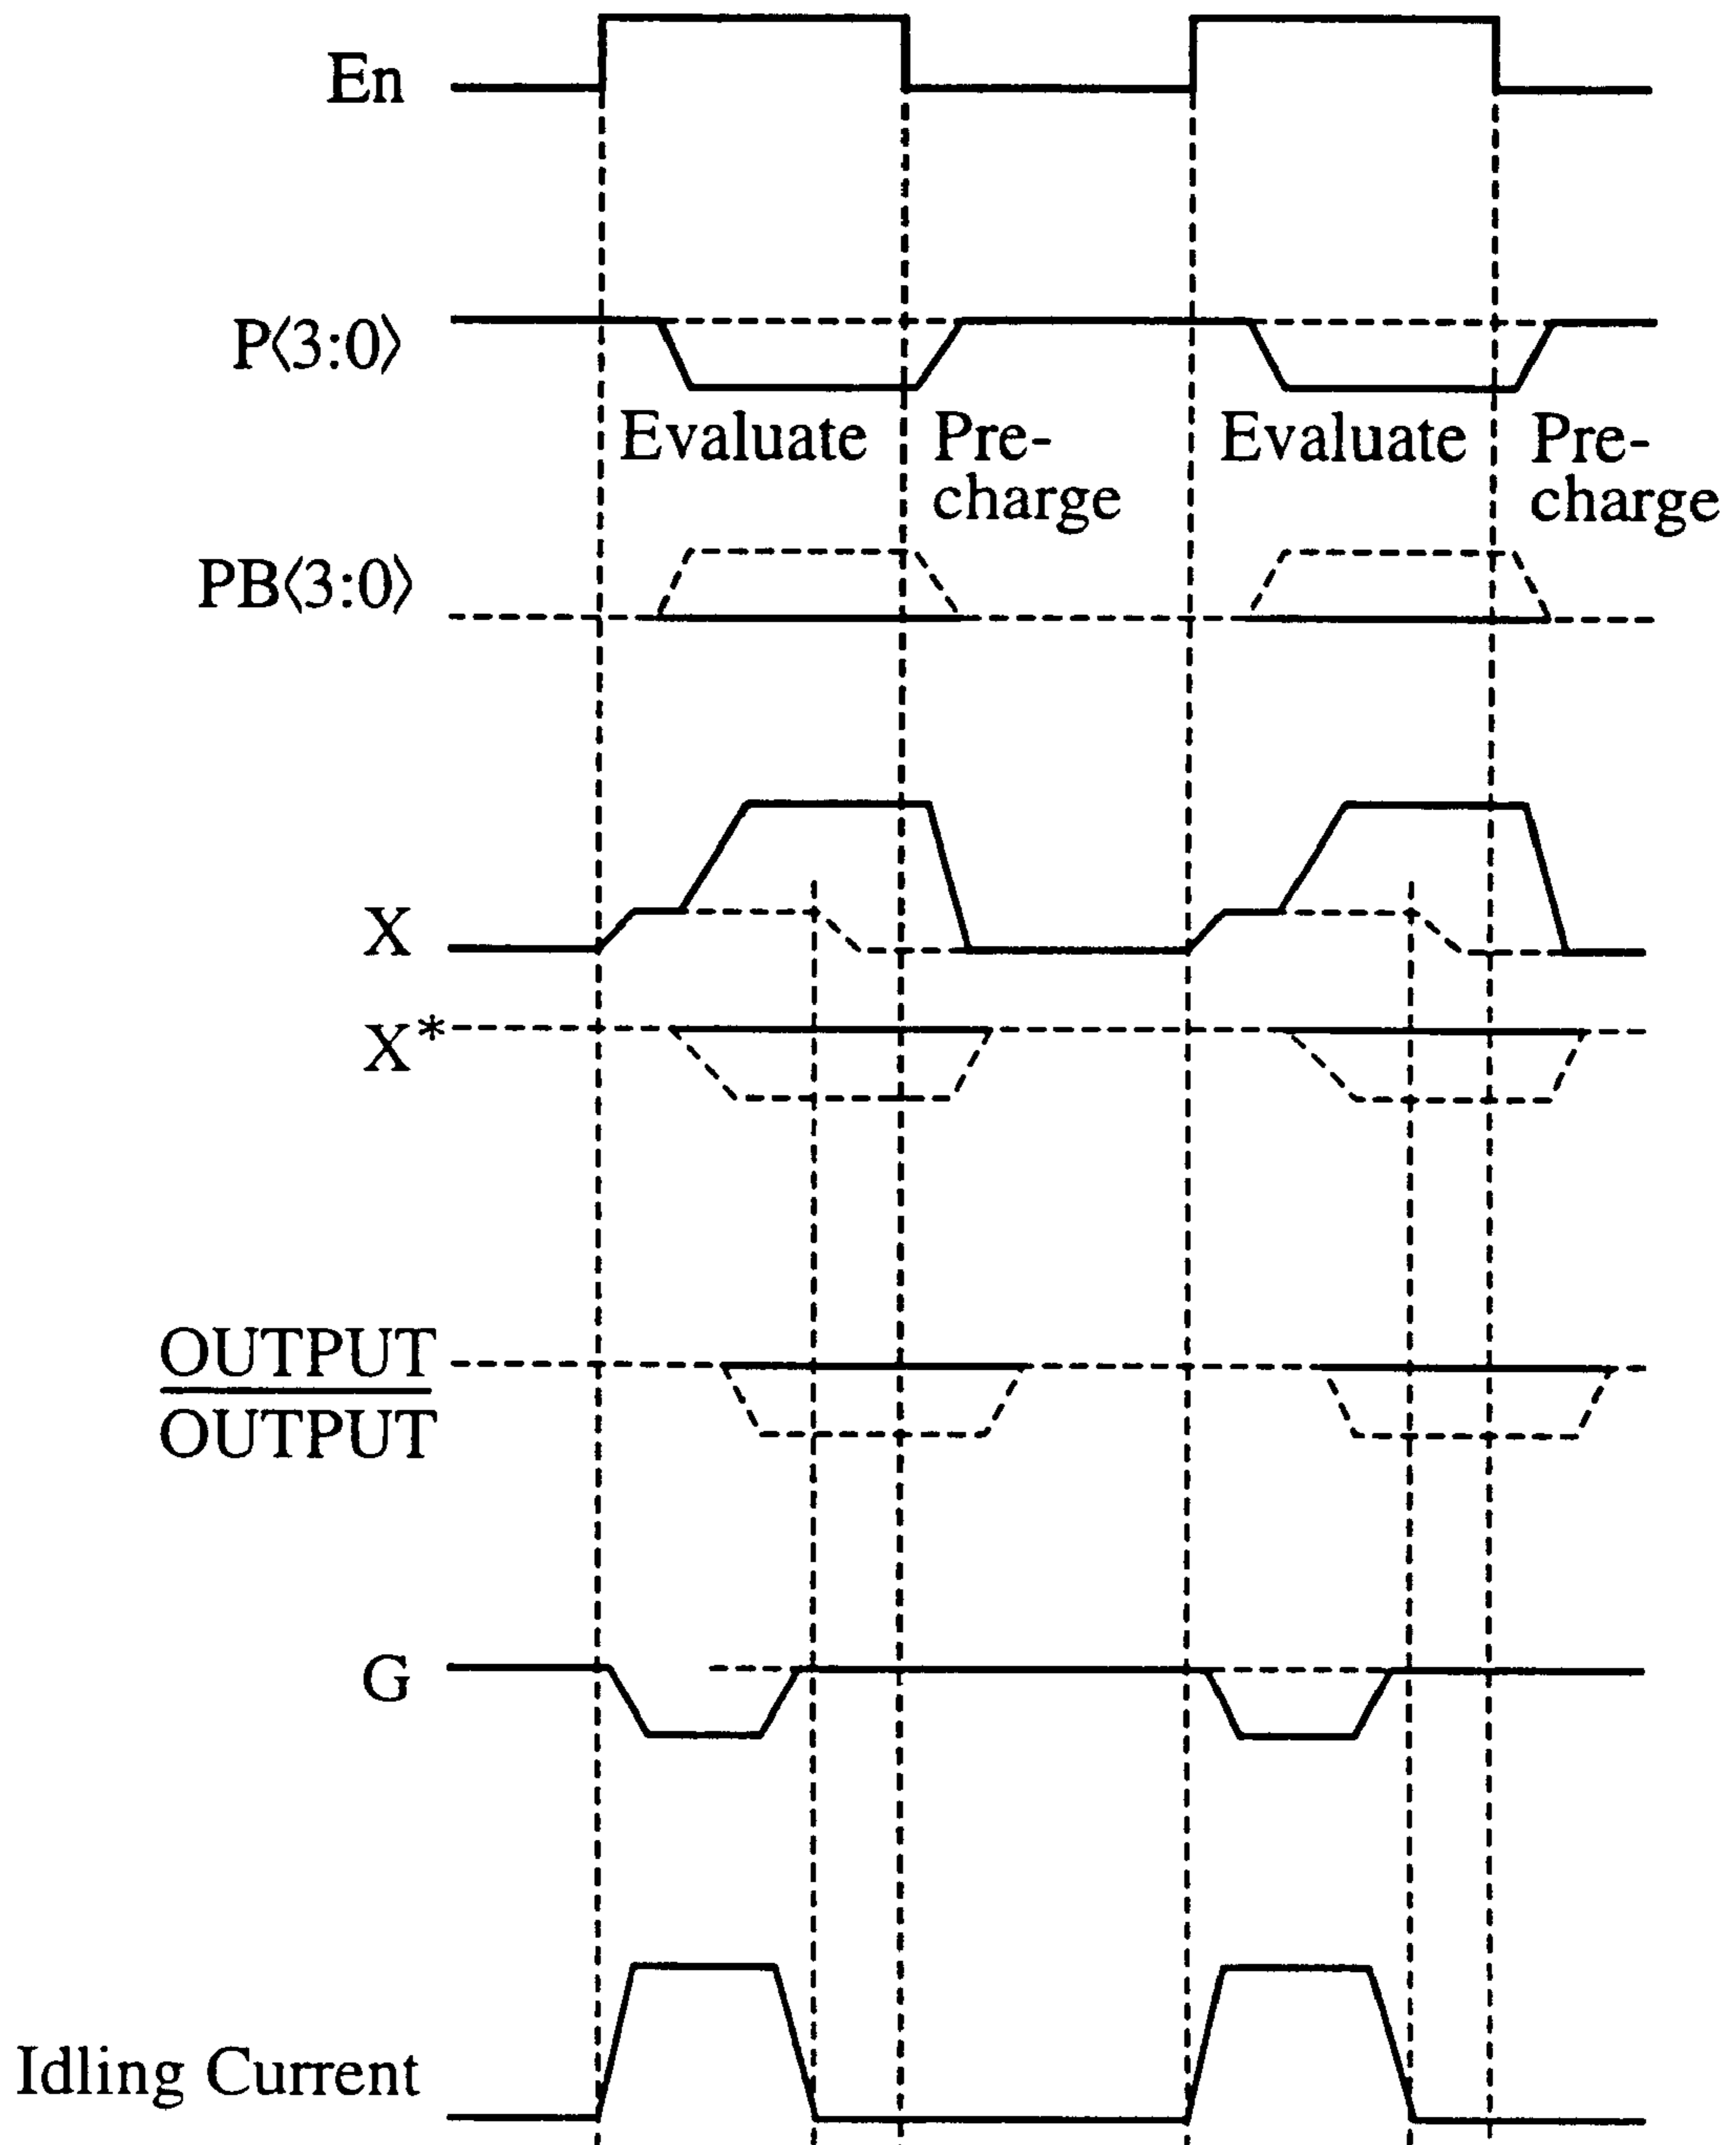 En
P⟨3:0⟩
Evaluate
Pre-
charge
Evaluate
Pre-
charge
PB⟨3:0⟩
X
X*
OUTPUT
OUTPUT
G
Idling Current